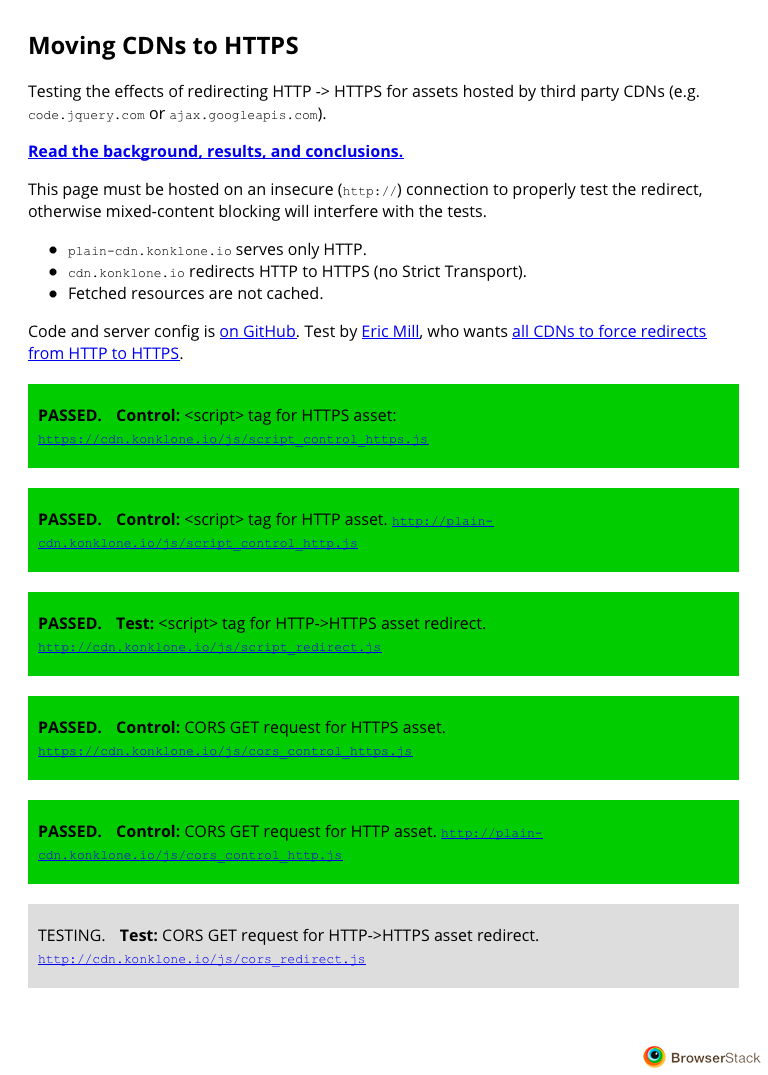 Moving CDNs to HTTPS
Testing the effects of redirecting HTTP -> HTTPS for assets hosted by third party CDNs (e.g.
code.jquery.com or ajax.googleapis.com).
Read the background, results, and conclusions.
This page must be hosted on an insecure (http://) connection to properly test the redirect,
otherwise mixed-content blocking will interfere with the tests.
• plain-cdn.konklone.io serves only HTTP.
• cdn.konklone.io redirects HTTP to HTTPS (no Strict Transport).
• Fetched resources are not cached.
Code and server config is on GitHub. Test by Eric Mill, who wants all CDNs to force redirects
from HTTP to HTTPS.
PASSED. Control: <script> tag for HTTPS asset:
https://cdn.konklone.io/js/script_control_https.js
PASSED. Control: <script> tag for HTTP asset. http://plain-
cdn.konklone.io/js/script_control_http.js
PASSED. Test: <script> tag for HTTP->HTTPS asset redirect.
http://cdn.konklone.io/js/script_redirect.js
PASSED. Control: CORS GET request for HTTPS asset.
https://cdn.konklone.io/js/cors_control_https.js
PASSED. Control: CORS GET request for HTTP asset. http://plain-
cdn.konklone.io/js/cors_control_http.js
TESTING. Test: CORS GET request for HTTP->HTTPS asset redirect.
http://cdn.konklone.io/js/cors_redirect.js
BrowserStack